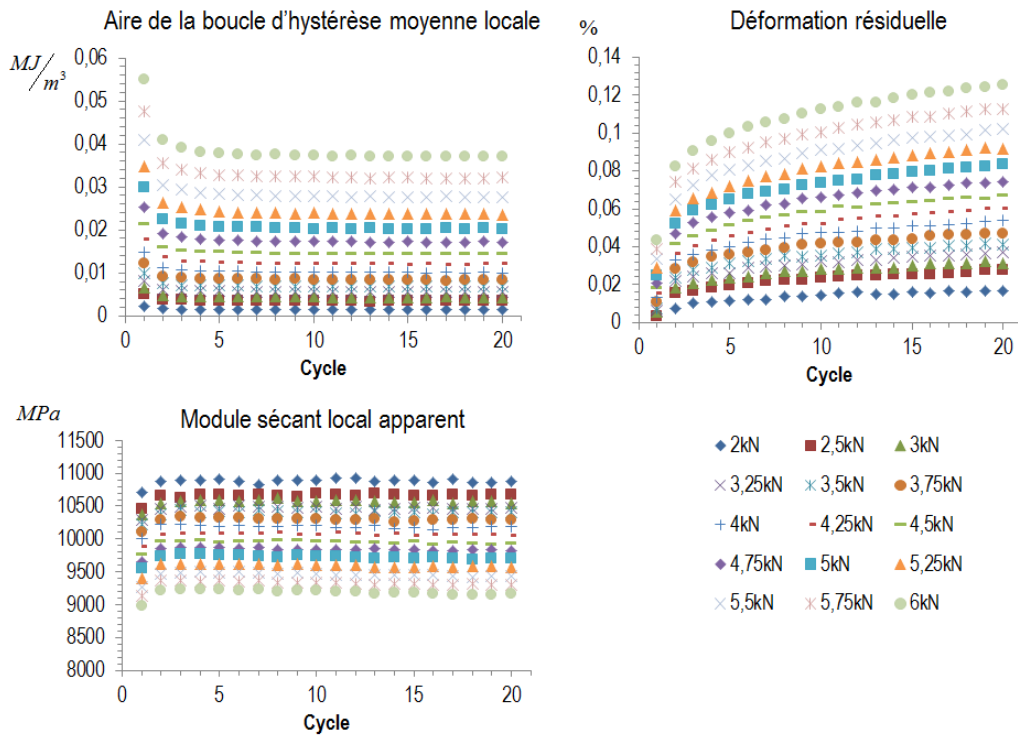 Aire de la boucle d'hystérèse moyenne locale
MJ/m³
0,06
0,05
0,04
0,03
0,02
0,01
0
0 5 10 15 20
Cycle
Déformation résiduelle
%
0,14
0,12
0,1
0,08
0,06
0,04
0,02
0
0 5 10 15 20
Cycle
Module sécant local apparent
MPa
11500
11000
10500
10000
9500
9000
8500
8000
0 5 10 15 20
Cycle
2kN 2,5kN 3kN
3,25kN 3,5kN 3,75kN
4kN 4,25kN 4,5kN
4,75kN 5kN 5,25kN
5,5kN 5,75kN 6kN